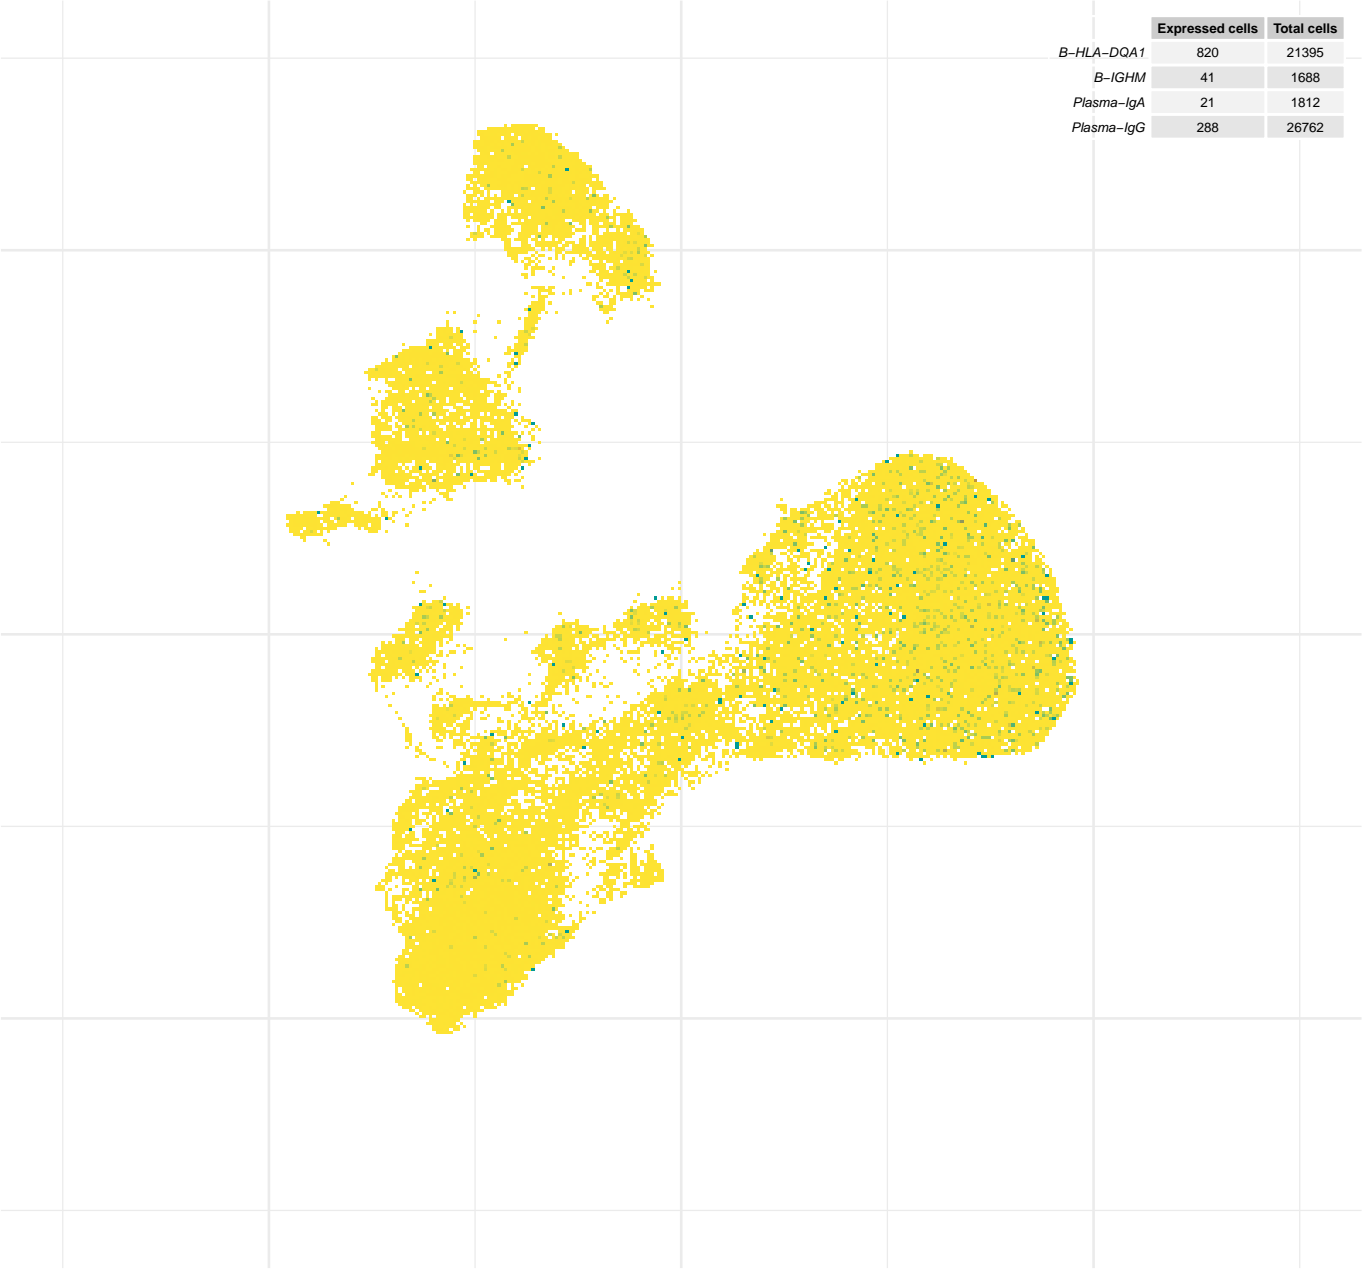 Expressed cells Total cells
B−HLA−DQA1 820 21395
B−IGHM 41 1688
Plasma−IgA 21 1812
Plasma−IgG 288 26762